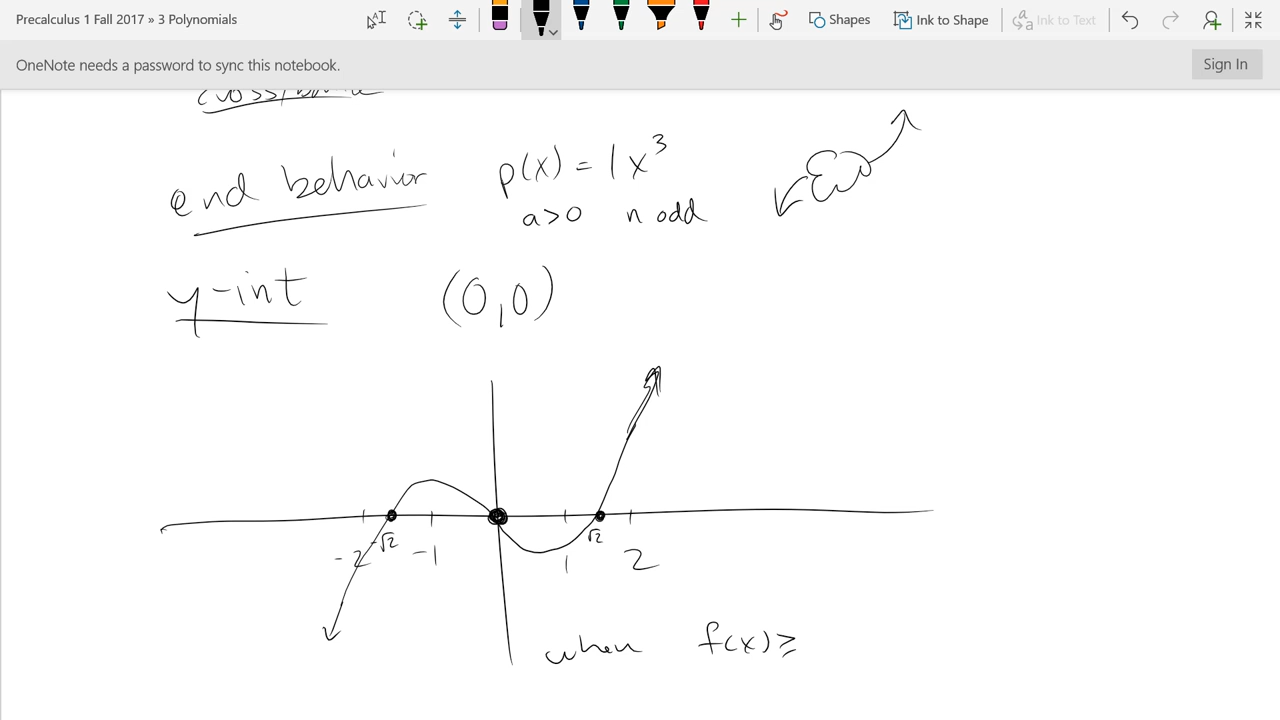 Precalculus 1 Fall 2017 » 3 Polynomials
Shapes
Ink to Shape
Ink to Text
OneNote needs a password to sync this notebook.
Sign In
end behavior p(x) = 1x³
a>0 n odd
y-int (0,0)
-2 -√2 -1 1 √2 2
when f(x) ≥